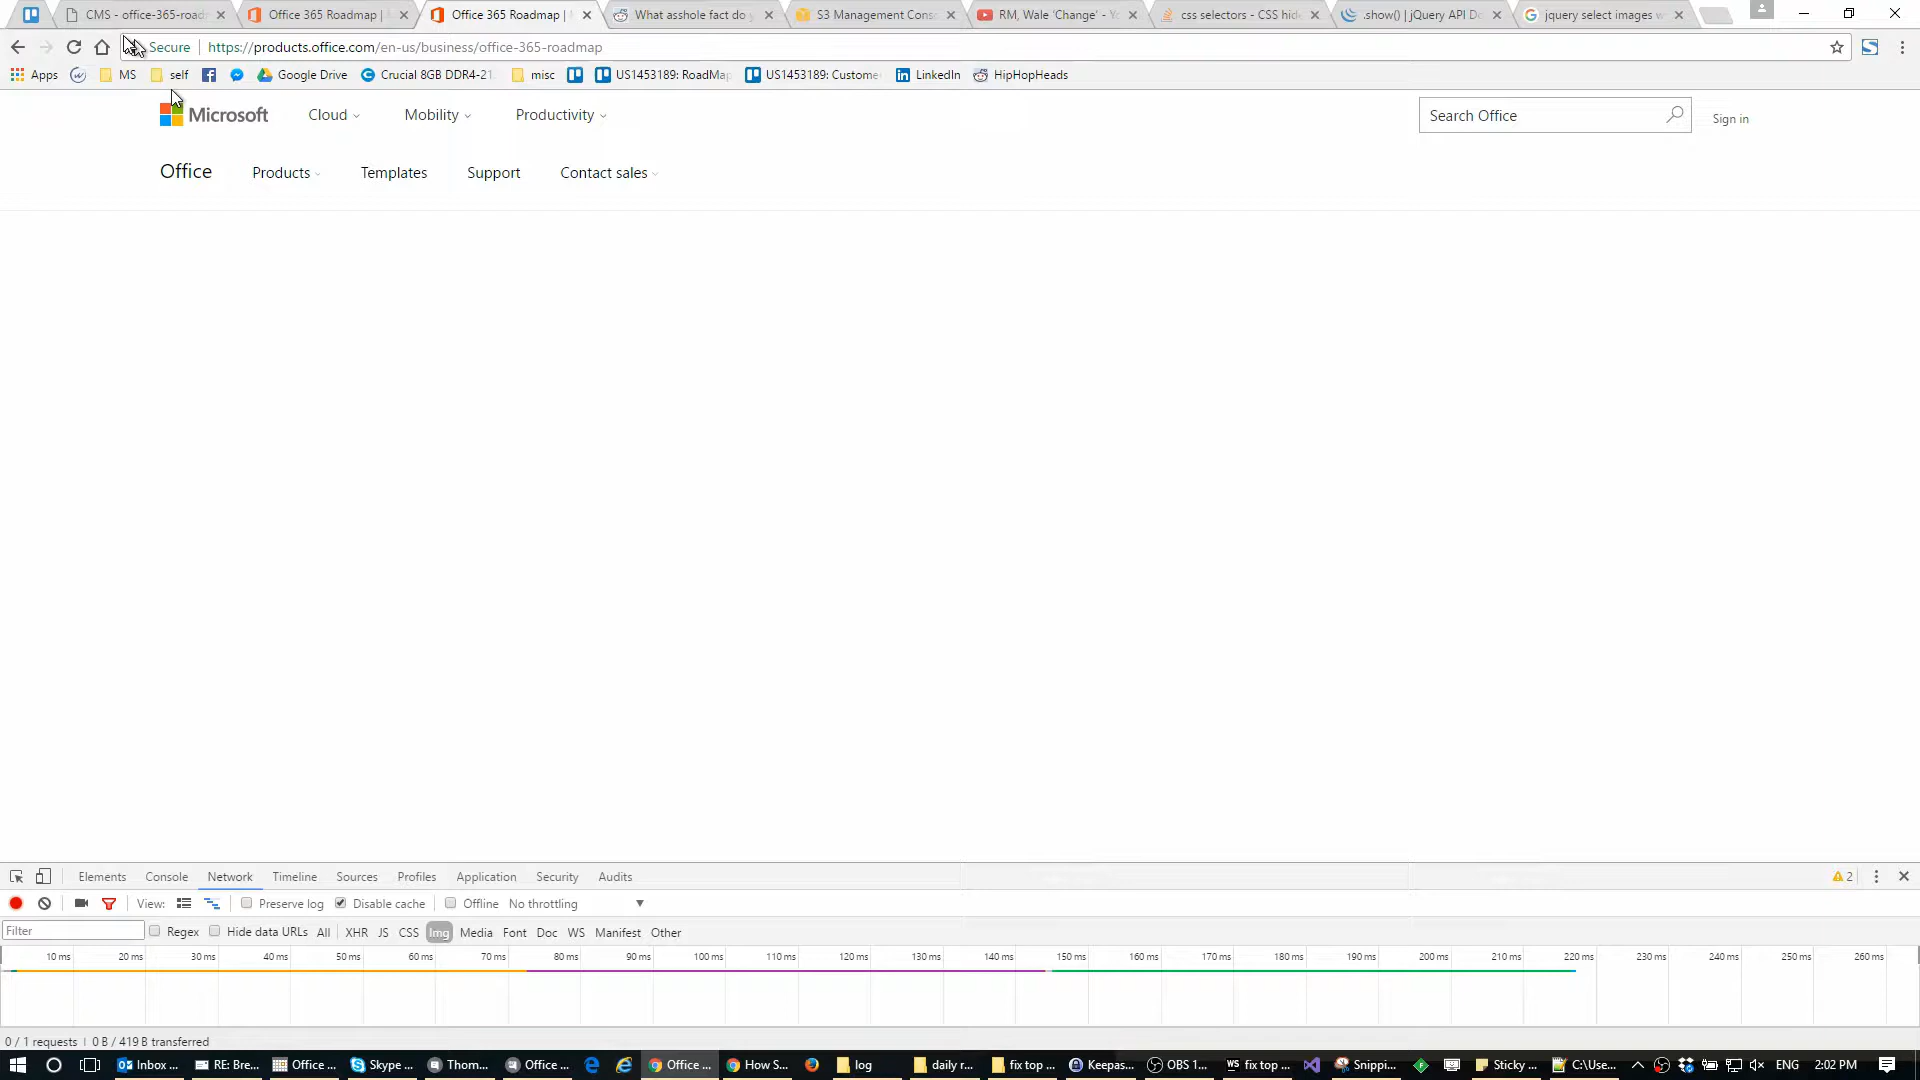 CMS - office-365-road
Office 365 Roadmap |
Office 365 Roadmap |
What asshole fact do
S3 Management Cons
RM, Wale 'Change' - Y
css selectors - CSS hid
.show() | jQuery API D
jquery select images w
Secure | https://products.office.com/en-us/business/office-365-roadmap
Apps MS self Google Drive Crucial 8GB DDR4-21 misc US1453189: RoadMap US1453189: Custome LinkedIn HipHopHeads
Microsoft Cloud Mobility Productivity Search Office Sign in
Office Products Templates Support Contact sales
Elements Console Network Timeline Sources Profiles Application Security Audits 2
View: Preserve log Disable cache Offline No throttling
Filter Regex Hide data URLs All XHR JS CSS Img Media Font Doc WS Manifest Other
10 ms 20 ms 30 ms 40 ms 50 ms 60 ms 70 ms 80 ms 90 ms 100 ms 110 ms 120 ms 130 ms 140 ms 150 ms 160 ms 170 ms 180 ms 190 ms 200 ms 210 ms 220 ms 230 ms 240 ms 250 ms 260 ms
0 / 1 requests | 0 B / 419 B transferred
Inbox ... RE: Bre... Office ... Skype ... Thom... Office ... Office ... How S... log daily r... fix top ... Keepas... OBS 1... WS fix top ... Snippi... Sticky ... C:\Use... ENG 2:02 PM